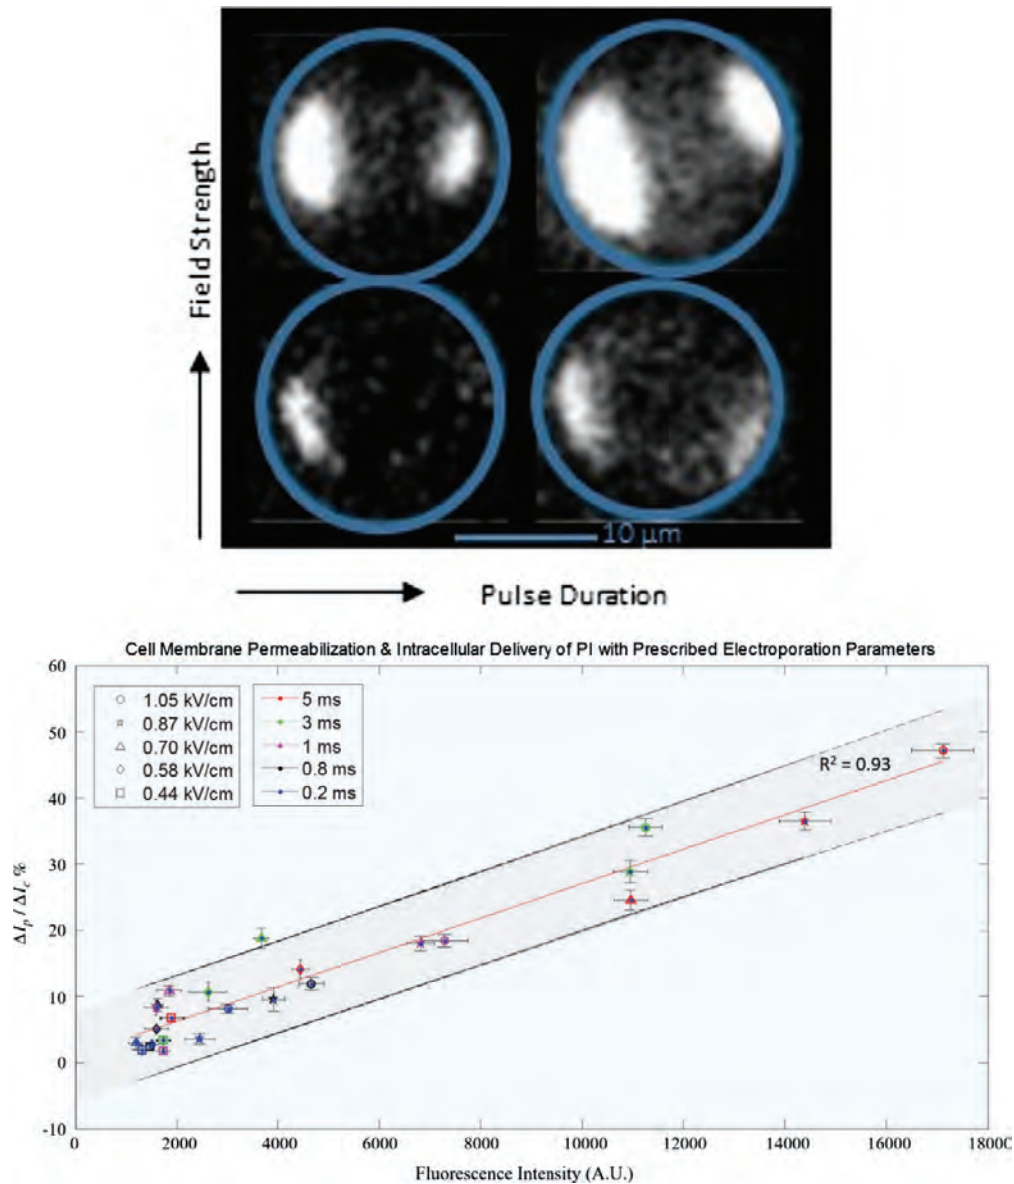 Field Strength
10 µm
Pulse Duration
Cell Membrane Permeabilization & Intracellular Delivery of PI with Prescribed Electroporation Parameters
60
50
40
30
20
10
0
-10
ΔIp / ΔIc %
1.05 kV/cm
0.87 kV/cm
0.70 kV/cm
0.58 kV/cm
0.44 kV/cm
5 ms
3 ms
1 ms
0.8 ms
0.2 ms
R² = 0.93
0 2000 4000 6000 8000 10000 12000 14000 16000 1800C
Fluorescence Intensity (A.U.)